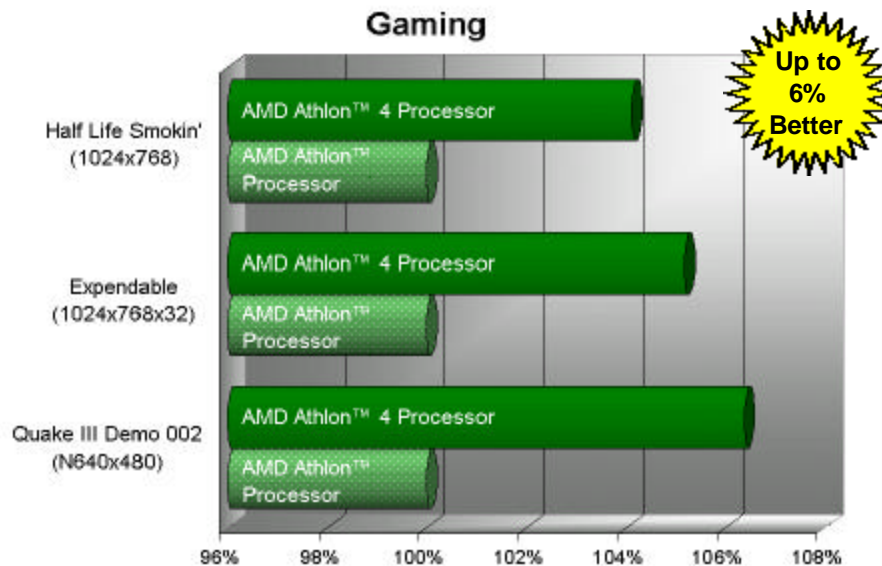 Gaming
Up to
6%
Better
Half Life Smokin'
(1024x768)
AMD Athlon™ 4 Processor
AMD Athlon™
Processor
Expendable
(1024x768x32)
AMD Athlon™ 4 Processor
AMD Athlon™
Processor
Quake III Demo 002
(N640x480)
AMD Athlon™ 4 Processor
AMD Athlon™
Processor
96% 98% 100% 102% 104% 106% 108%